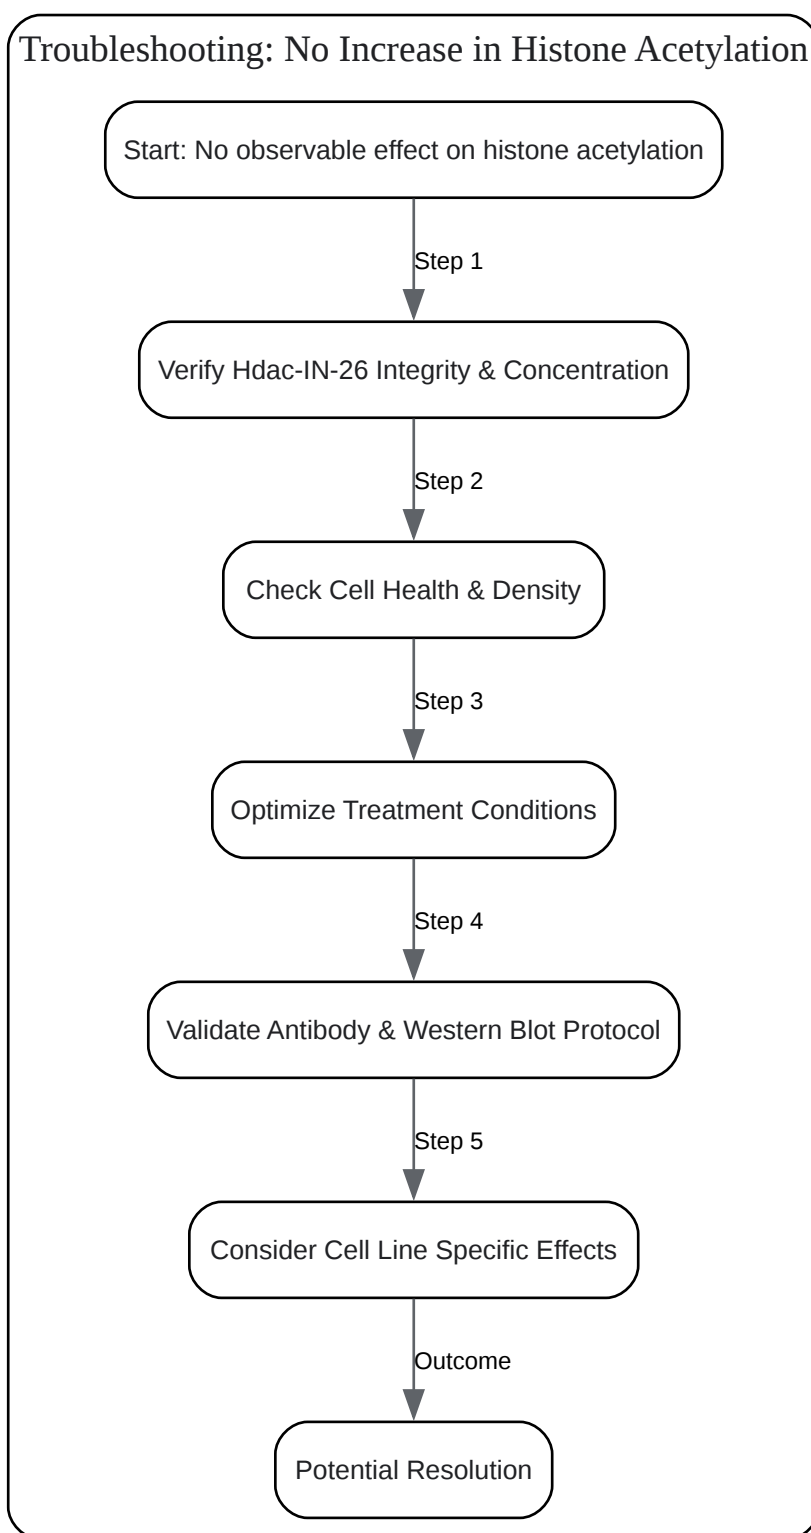 Troubleshooting: No Increase in Histone Acetylation
Start: No observable effect on histone acetylation
Step 1
Verify Hdac-IN-26 Integrity & Concentration
Step 2
Check Cell Health & Density
Step 3
Optimize Treatment Conditions
Step 4
Validate Antibody & Western Blot Protocol
Step 5
Consider Cell Line Specific Effects
Outcome
Potential Resolution